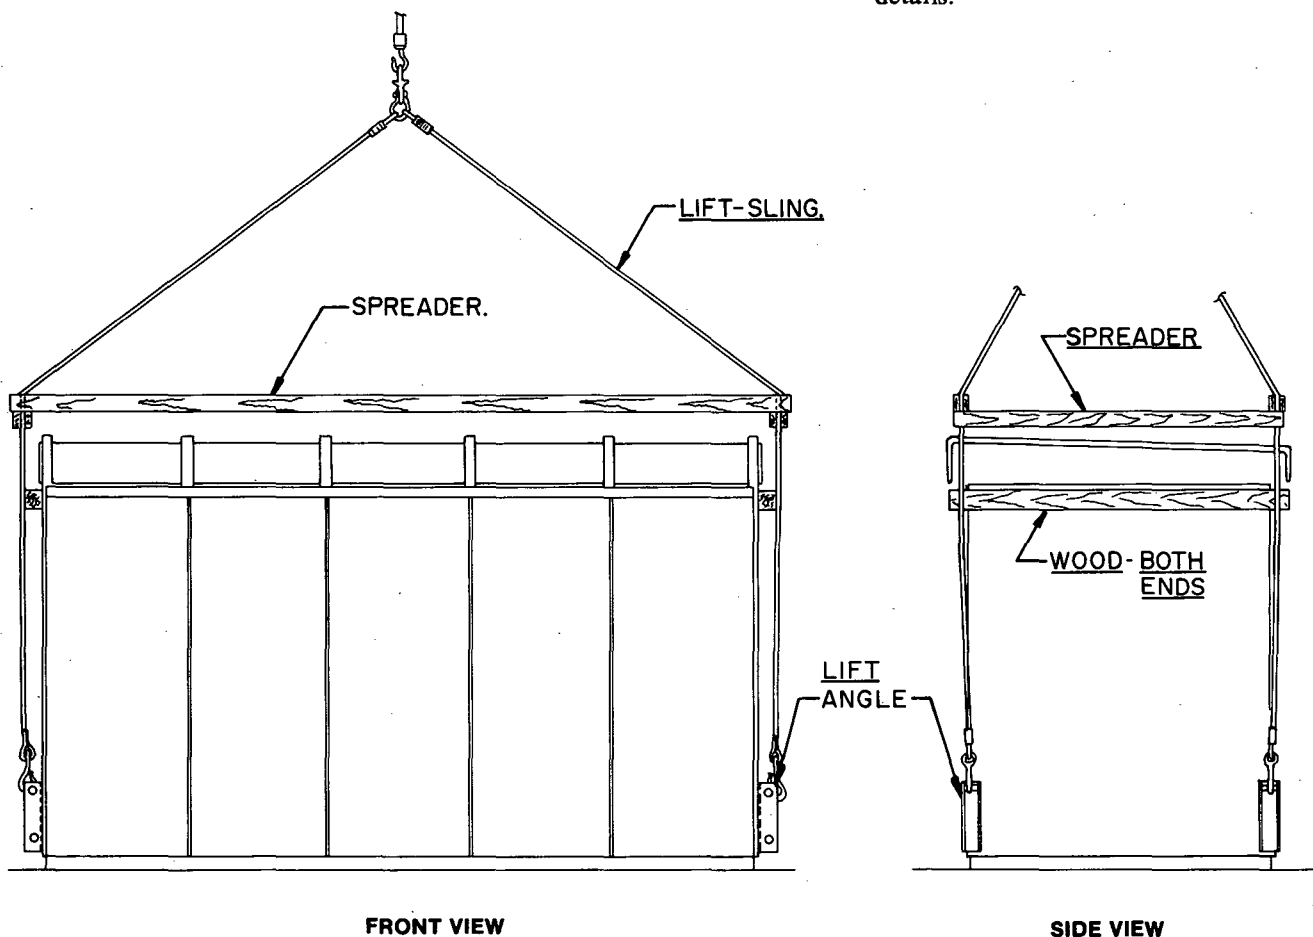 details.
LIFT-SLING.
SPREADER.
SPREADER
WOOD-BOTH
ENDS
LIFT
ANGLE
FRONT VIEW
SIDE VIEW